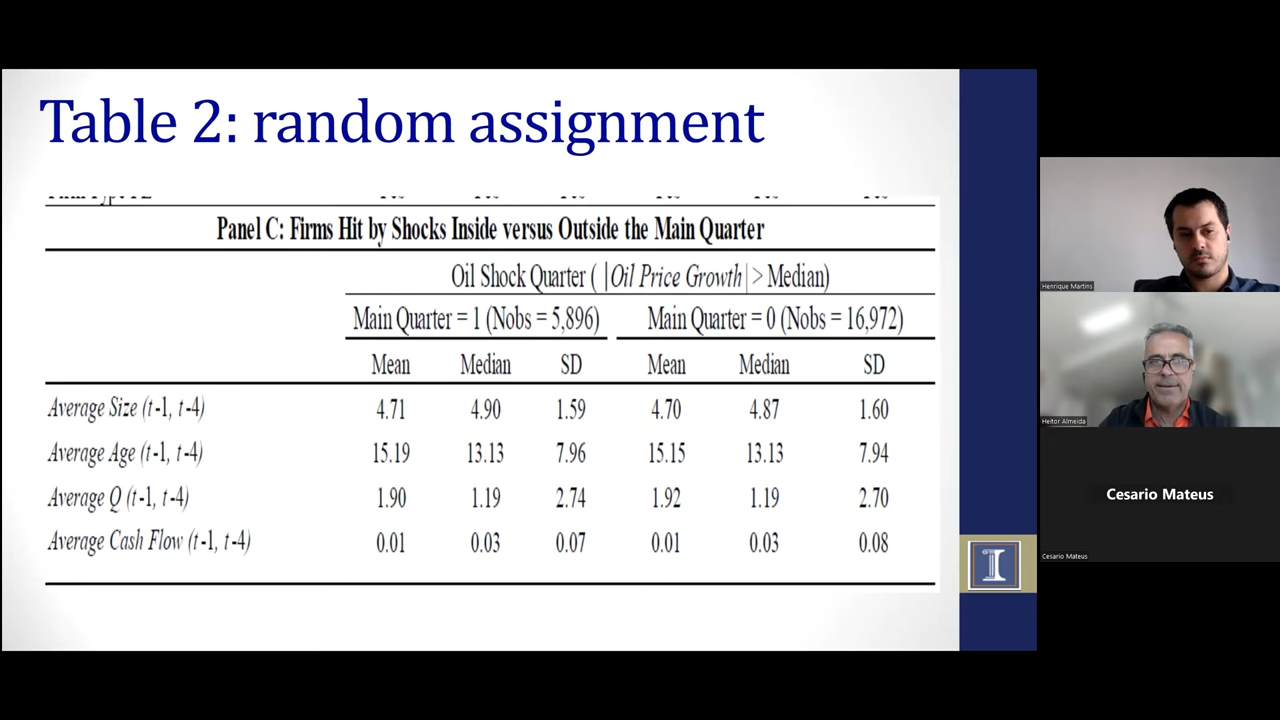 Table 2: random assignment
Panel C: Firms Hit by Shocks Inside versus Outside the Main Quarter
Oil Shock Quarter ( |Oil Price Growth| > Median)
Main Quarter = 1 (Nobs = 5,896) Main Quarter = 0 (Nobs = 16,972)
Mean Median SD Mean Median SD
Average Size (t-1, t-4) 4.71 4.90 1.59 4.70 4.87 1.60
Average Age (t-1, t-4) 15.19 13.13 7.96 15.15 13.13 7.94
Average Q (t-1, t-4) 1.90 1.19 2.74 1.92 1.19 2.70
Average Cash Flow (t-1, t-4) 0.01 0.03 0.07 0.01 0.03 0.08
I
Henrique Martins
Heitor Almeida
Cesario Mateus
Cesario Mateus